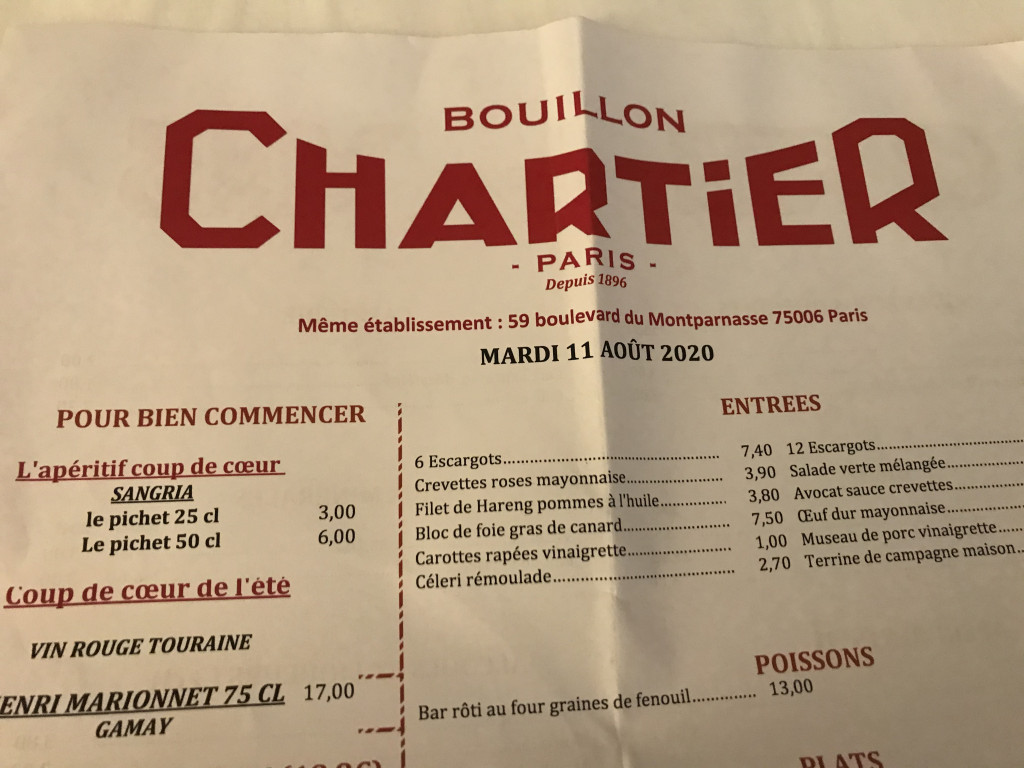 BOUILLON
CHARTiER
- PARIS -
Depuis 1896
Même établissement : 59 boulevard du Montparnasse 75006 Paris
MARDI 11 AOÛT 2020
POUR BIEN COMMENCER
L'apéritif coup de cœur
SANGRIA
le pichet 25 cl 3,00
Le pichet 50 cl 6,00
Coup de cœur de l'été
VIN ROUGE TOURAINE
ENRI MARIONNET 75 CL 17,00
GAMAY
ENTREES
6 Escargots 7,40 12 Escargots
Crevettes roses mayonnaise 3,90 Salade verte mélangée
Filet de Hareng pommes à l'huile 3,80 Avocat sauce crevettes
Bloc de foie gras de canard 7,50 Œuf dur mayonnaise
Carottes rapées vinaigrette 1,00 Museau de porc vinaigrette
Céleri rémoulade 2,70 Terrine de campagne maison
POISSONS
Bar rôti au four graines de fenouil 13,00
PLATS